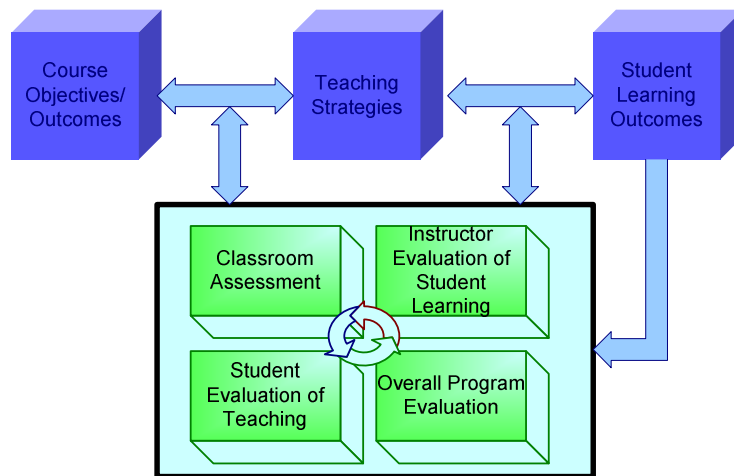 Course
Objectives/
Outcomes
Teaching
Strategies
Student
Learning
Outcomes
Classroom
Assessment
Instructor
Evaluation of
Student
Learning
Student
Evaluation of
Teaching
Overall Program
Evaluation